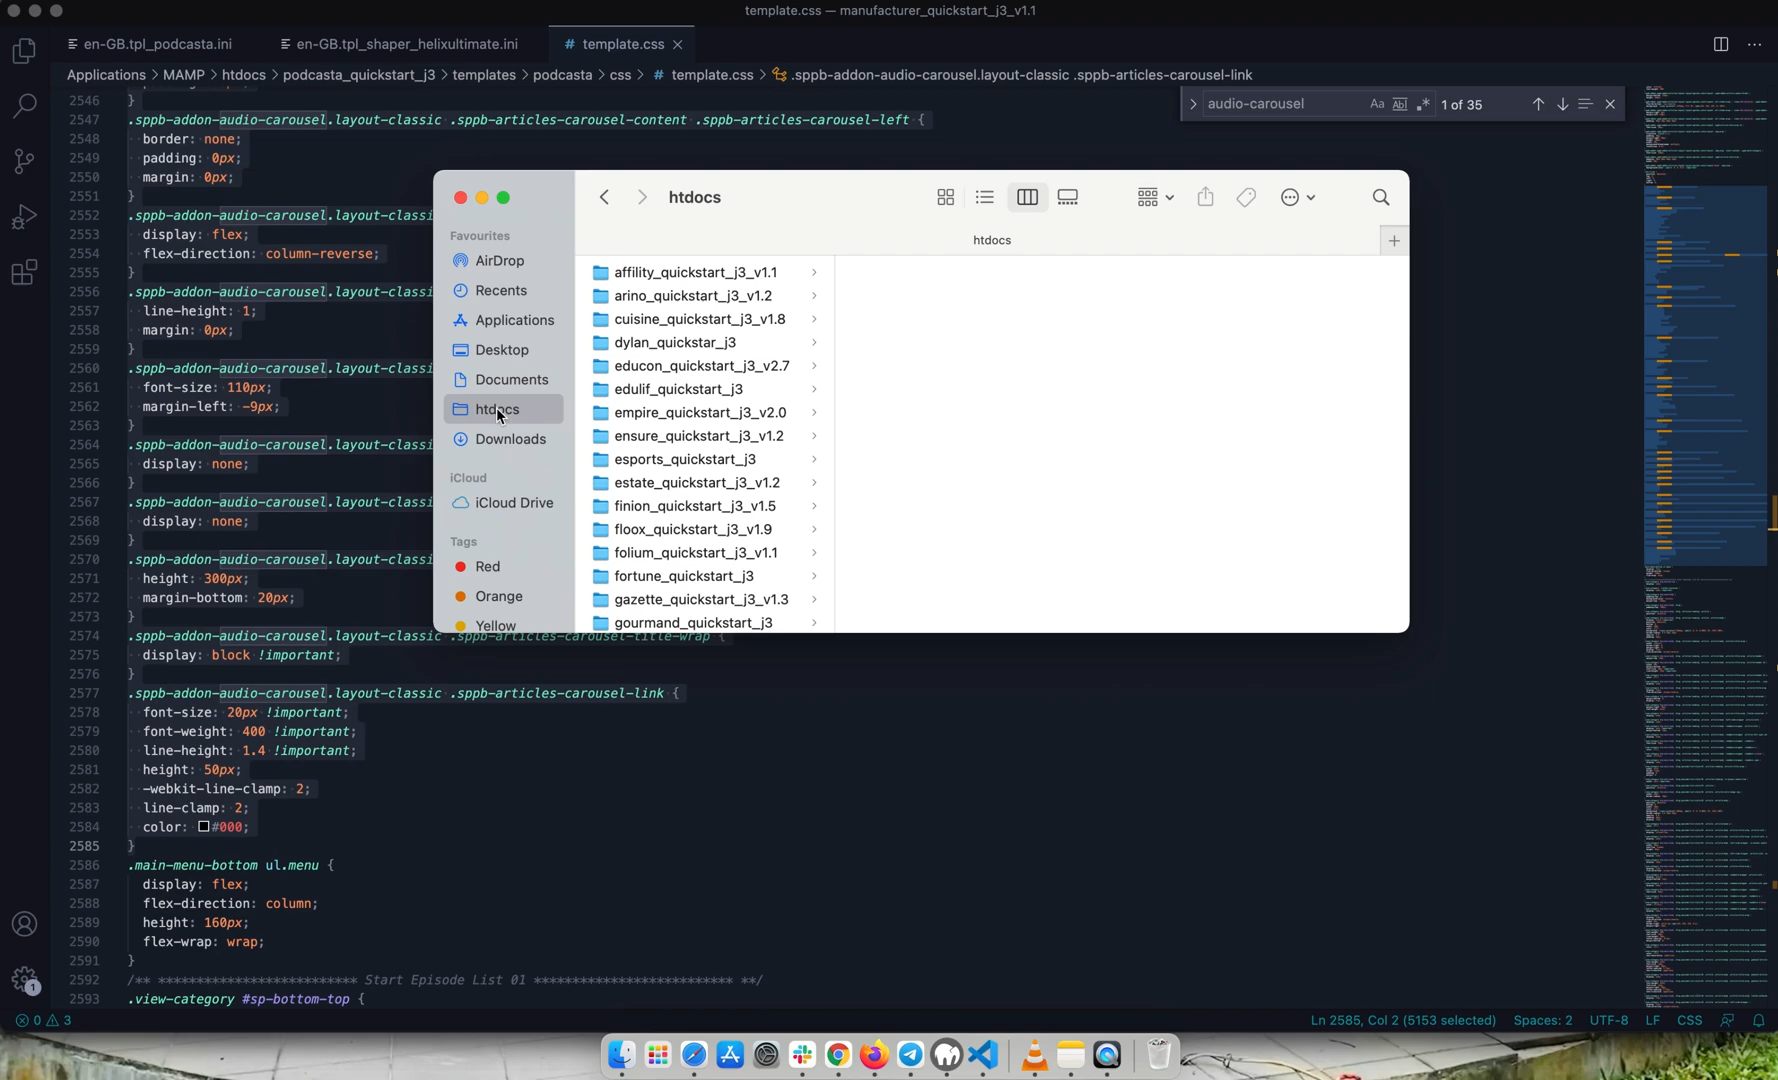 template.css — manufacturer_quickstart_j3_v1.1
en-GB.tpl_podcasta.ini
en-GB.tpl_shaper_helixultimate.ini
# template.css
Applications > MAMP > htdocs > podcasta_quickstart_j3 > templates > podcasta > css > # template.css > .sppb-addon-audio-carousel.layout-classic .sppb-articles-carousel-link
audio-carousel Aa Abl .* 1 of 35
2546 }
2547 .sppb-addon-audio-carousel.layout-classic .sppb-articles-carousel-content .sppb-articles-carousel-left {
2548 border: none;
2549 padding: 0px;
2550 margin: 0px;
2551 }
2552 .sppb-addon-audio-carousel.layout-classi
2553 display: flex;
2554 flex-direction: column-reverse;
2555 }
2556 .sppb-addon-audio-carousel.layout-classi
2557 line-height: 1;
2558 margin: 0px;
2559 }
2560 .sppb-addon-audio-carousel.layout-classi
2561 font-size: 110px;
2562 margin-left: -9px;
2563 }
2564 .sppb-addon-audio-carousel.layout-classi
2565 display: none;
2566 }
2567 .sppb-addon-audio-carousel.layout-classi
2568 display: none;
2569 }
2570 .sppb-addon-audio-carousel.layout-classi
2571 height: 300px;
2572 margin-bottom: 20px;
2573 }
2574 .sppb-addon-audio-carousel.layout-classic .sppb-articles-carousel-title-wrap {
2575 display: block !important;
2576 }
2577 .sppb-addon-audio-carousel.layout-classic .sppb-articles-carousel-link {
2578 font-size: 20px !important;
2579 font-weight: 400 !important;
2580 line-height: 1.4 !important;
2581 height: 50px;
2582 -webkit-line-clamp: 2;
2583 line-clamp: 2;
2584 color: #000;
2585 }
2586 .main-menu-bottom ul.menu {
2587 display: flex;
2588 flex-direction: column;
2589 height: 160px;
2590 flex-wrap: wrap;
2591 }
2592 /** ************************* Start Episode List 01 ************************* **/
2593 .view-category #sp-bottom-top {
htdocs
htdocs
Favourites
AirDrop
Recents
Applications
Desktop
Documents
htdocs
Downloads
iCloud
iCloud Drive
Tags
Red
Orange
Yellow
affility_quickstart_j3_v1.1
arino_quickstart_j3_v1.2
cuisine_quickstart_j3_v1.8
dylan_quickstar_j3
educon_quickstart_j3_v2.7
edulif_quickstart_j3
empire_quickstart_j3_v2.0
ensure_quickstart_j3_v1.2
esports_quickstart_j3
estate_quickstart_j3_v1.2
finion_quickstart_j3_v1.5
floox_quickstart_j3_v1.9
folium_quickstart_j3_v1.1
fortune_quickstart_j3
gazette_quickstart_j3_v1.3
gourmand_quickstart_j3
1
0 3
Ln 2585, Col 2 (5153 selected) Spaces: 2 UTF-8 LF CSS